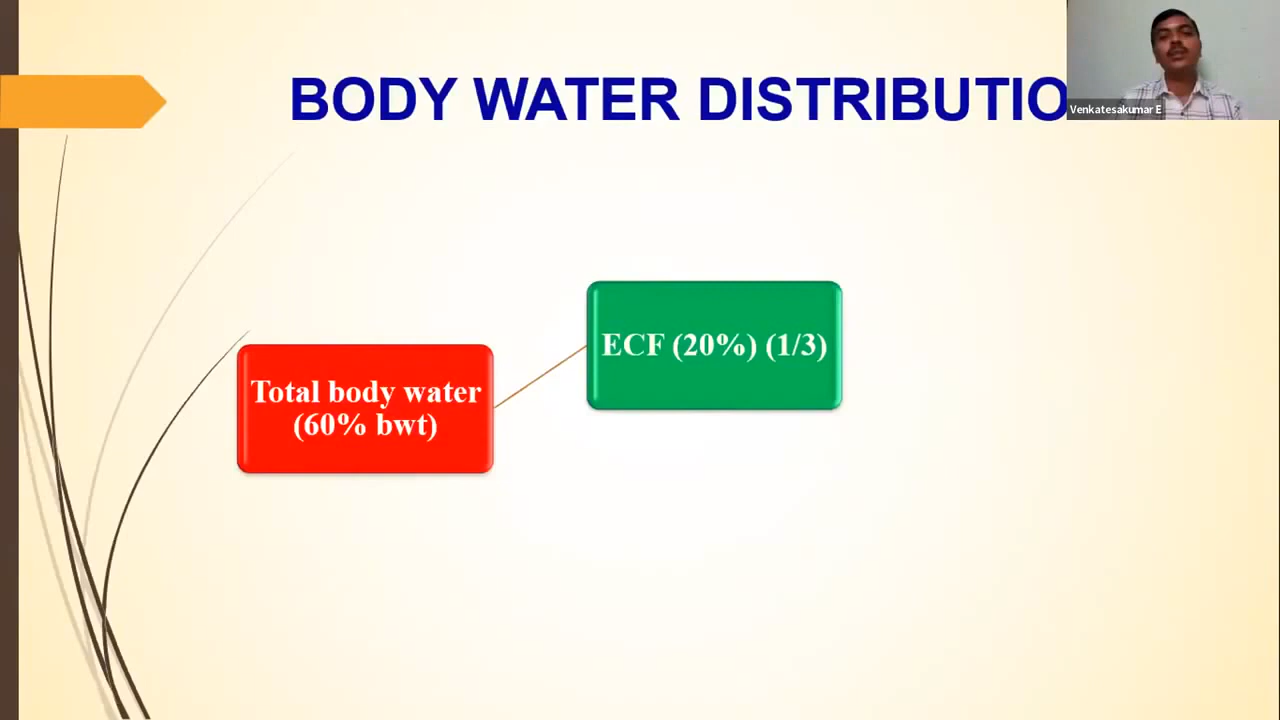 BODY WATER DISTRIBUTIO
Venkatesakumar E
ECF (20%) (1/3)
Total body water
(60% bwt)